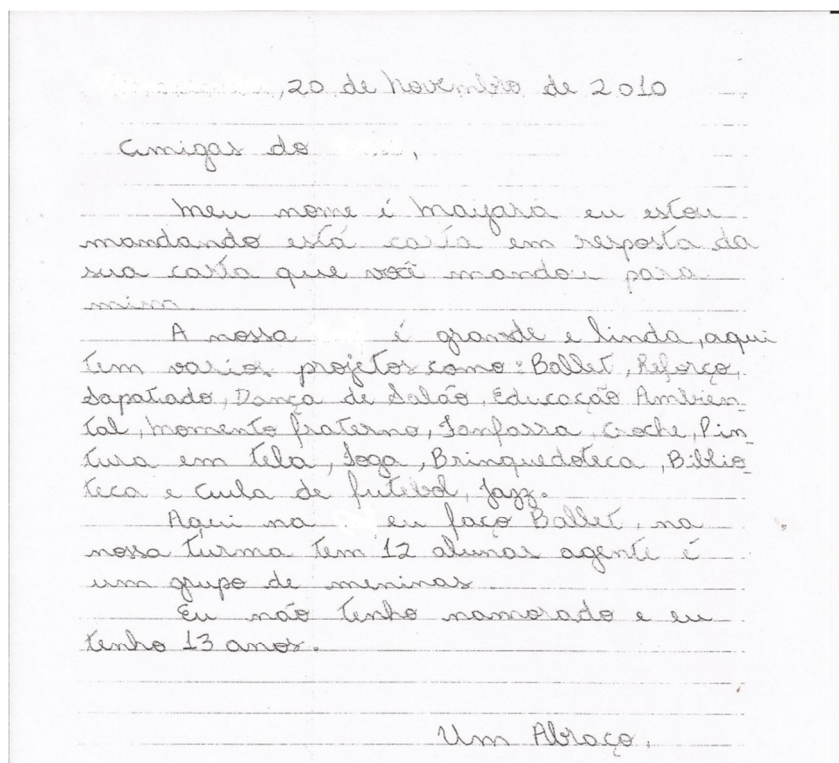 , 20 de novembro de 2010
Amigas do ,
Meu nome é Mayara eu estou
mandando está carta em resposta da
sua carta que você mandou para
mim.
A nossa é grande e linda, aqui
tem varios projetos como: Ballet, Reforço,
Sapatiado, Dança de Salão, Educação Ambien-
tal, momento fraterno, Fanfarra, Croche, Pin-
tura em tela, Ioga, Brinquedoteca, Biblio-
teca e Aula de futebol, Jazz.
Aqui na eu faço Ballet, na
nossa turma tem 12 alunas agente é
um grupo de meninas.
Eu não tenho namorado e eu
tenho 13 anos.
Um Abraço.